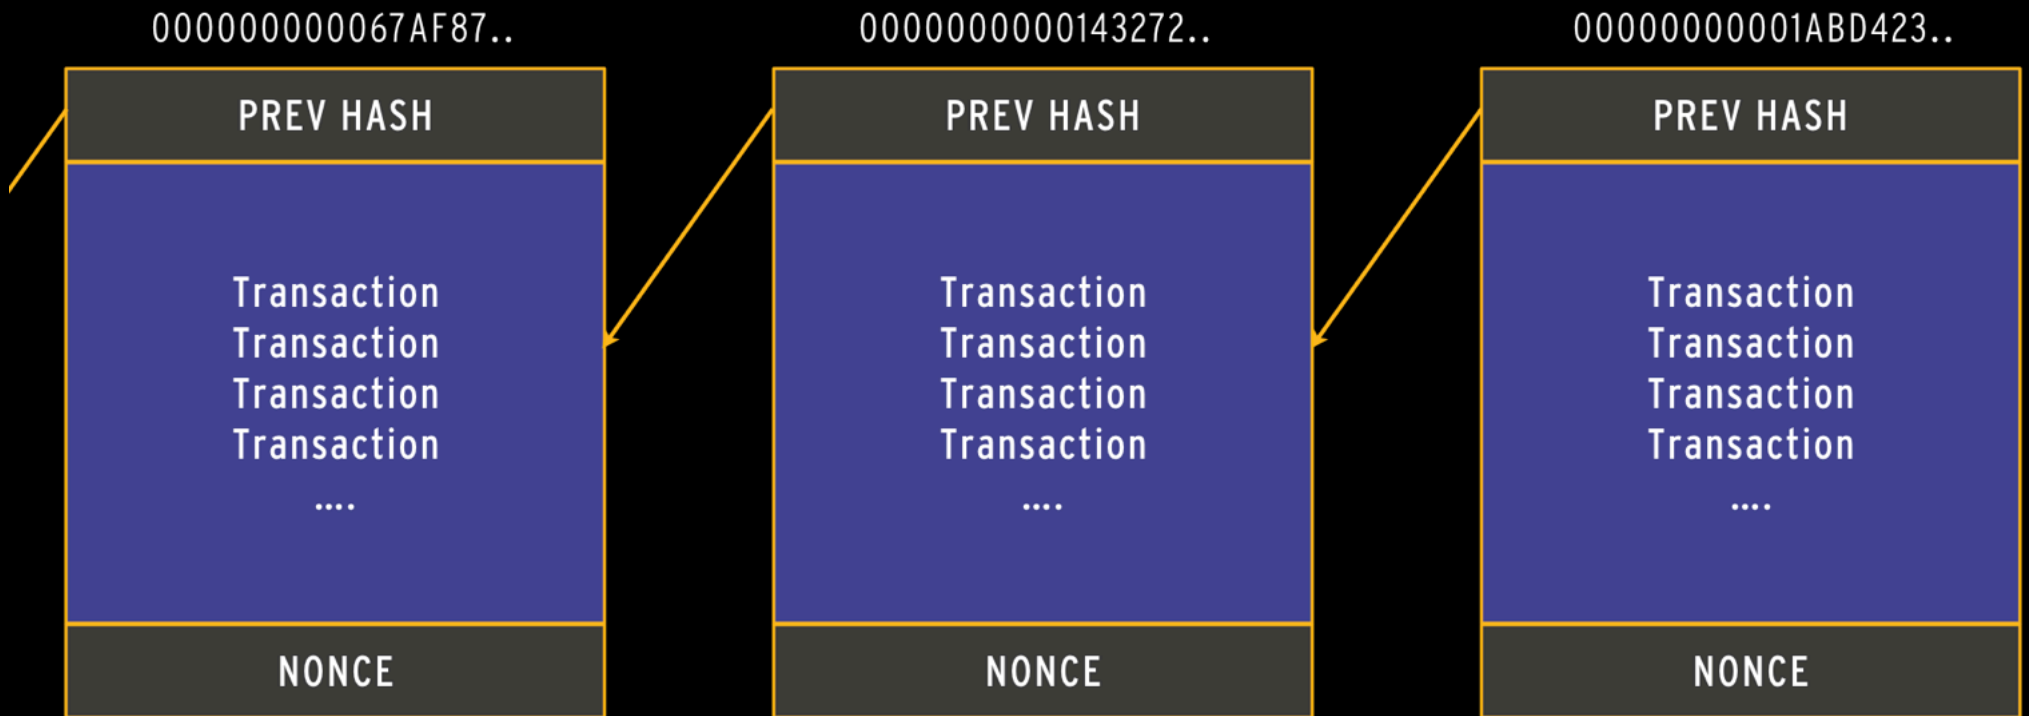 000000000067AF87..
PREV HASH
Transaction
Transaction
Transaction
Transaction
....
NONCE
0000000000143272..
PREV HASH
Transaction
Transaction
Transaction
Transaction
....
NONCE
00000000001ABD423..
PREV HASH
Transaction
Transaction
Transaction
Transaction
....
NONCE